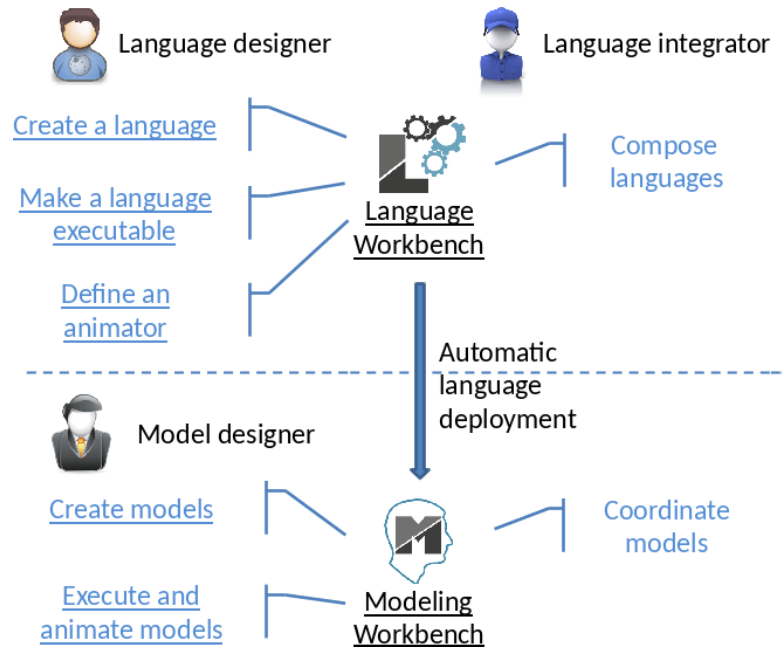 Language designer
Language integrator
Create a language
Make a language
executable
Define an
animator
Language
Workbench
Compose
languages
Automatic
language
deployment
Model designer
Create models
Execute and
animate models
Modeling
Workbench
Coordinate
models